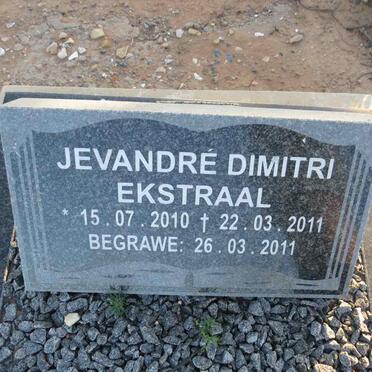 JEVANDRÉ DIMITRI
EKSTRAAL
* 15.07.2010 † 22.03.2011
BEGRAWE: 26.03.2011